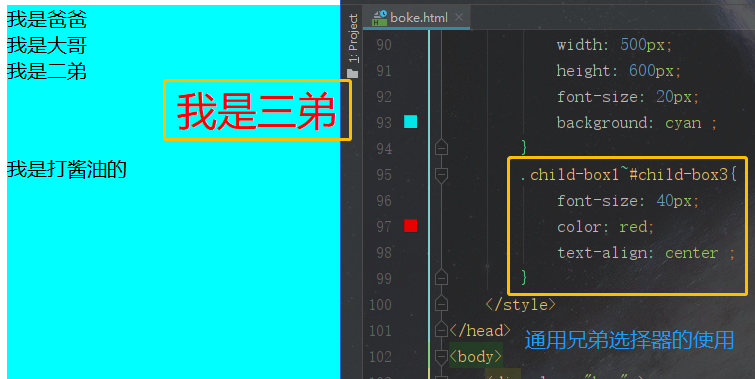 我是爸爸
我是大哥
我是二弟
我是三弟
我是打酱油的
1: Project
boke.html
90 width: 500px;
91 height: 600px;
92 font-size: 20px;
93 background: cyan ;
94 }
95 .child-box1~#child-box3{
96 font-size: 40px;
97 color: red;
98 text-align: center ;
99 }
100 </style>
101 </head>
102 <body>
通用兄弟选择器的使用